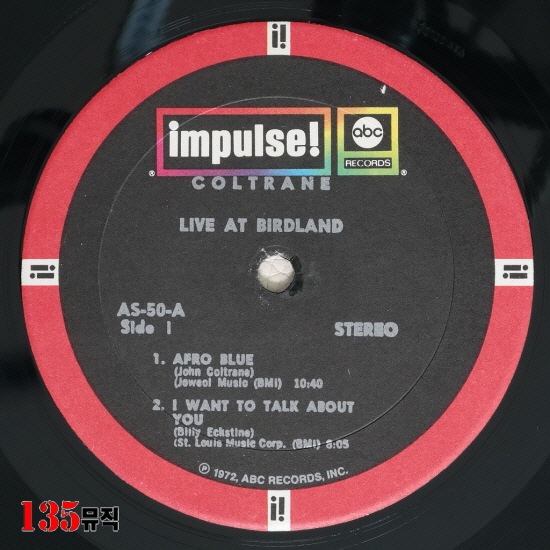 i!
impulse!
abc
RECORDS
®
®
COLTRANE
LIVE AT BIRDLAND
AS-50-A
Side 1
STEREO
1. AFRO BLUE
(John Coltrane)
(Jowcol Music (BMI) 10:40
2. I WANT TO TALK ABOUT
YOU
(Billy Eckstine)
(St. Louis Music Corp. (BMI) 8:05
℗ 1972, ABC RECORDS, INC.
i!
i!
i!
135뮤직